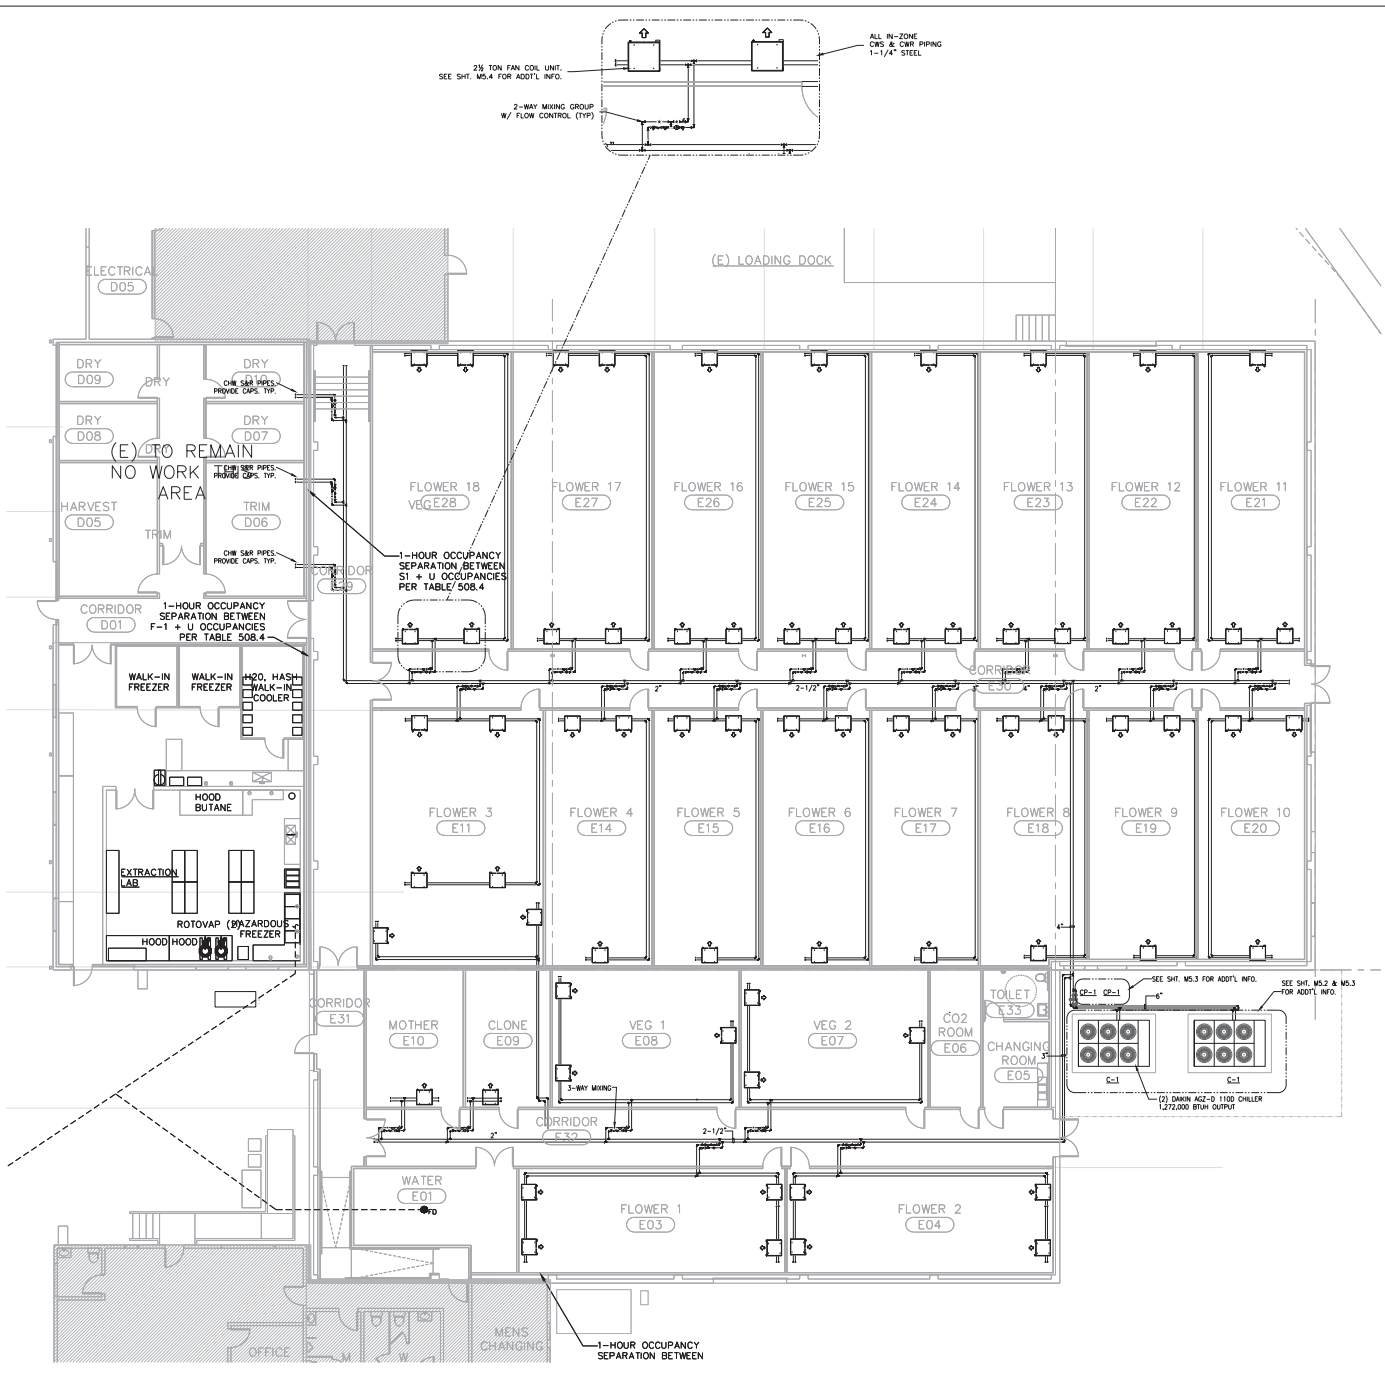 ALL IN-ZONE
CWS & CWR PIPING
1-1/4" STEEL
2½ TON FAN COIL UNIT.
SEE SHT. M5.4 FOR ADDT'L INFO.
2-WAY MIXING GROUP
W/ FLOW CONTROL (TYP)
(E) LOADING DOCK
ELECTRICAL
D05
DRY
D09
DRY
DRY
D10
CHW S&R PIPES.
PROVIDE CAPS. TYP.
DRY
D08
DRY
DRY
D07
(E) TO REMAIN
NO WORK THIS
AREA
CHW S&R PIPES.
PROVIDE CAPS. TYP.
HARVEST
D05
TRIM
D06
TRIM
CHW S&R PIPES.
PROVIDE CAPS. TYP.
FLOWER 18
VEG
E28
FLOWER 17
E27
FLOWER 16
E26
FLOWER 15
E25
FLOWER 14
E24
FLOWER 13
E23
FLOWER 12
E22
FLOWER 11
E21
1-HOUR OCCUPANCY
SEPARATION BETWEEN
S1 + U OCCUPANCIES
PER TABLE 508.4
CORRIDOR
CORRIDOR
D01
1-HOUR OCCUPANCY
SEPARATION BETWEEN
F-1 + U OCCUPANCIES
PER TABLE 508.4
WALK-IN
FREEZER
WALK-IN
FREEZER
H20, HASH
WALK-IN
COOLER
CORRIDOR
E30
2"
2-1/2"
3"
4"
2"
FLOWER 3
E11
FLOWER 4
E14
FLOWER 5
E15
FLOWER 6
E16
FLOWER 7
E17
FLOWER 8
E18
FLOWER 9
E19
FLOWER 10
E20
HOOD
BUTANE
EXTRACTION
LAB
ROTOVAP (2)
HAZARDOUS
FREEZER
HOOD
HOOD
4"
SEE SHT. M5.3 FOR ADDT'L INFO.
SEE SHT. M5.2 & M5.3
FOR ADDT'L INFO.
CP-1 CP-1
6"
3"
C-1
C-1
(2) DAIKIN AGZ-D 110D CHILLER
1,272,000 BTUH OUTPUT
CORRIDOR
E31
MOTHER
E10
CLONE
E09
VEG 1
E08
VEG 2
E07
CO2
ROOM
E06
TOILET
E33
CHANGING
ROOM
E05
3-WAY MIXING
CORRIDOR
E32
2"
2-1/2"
WATER
E01
FD
FLOWER 1
E03
FLOWER 2
E04
OFFICE
M
W
MENS
CHANGING
1-HOUR OCCUPANCY
SEPARATION BETWEEN